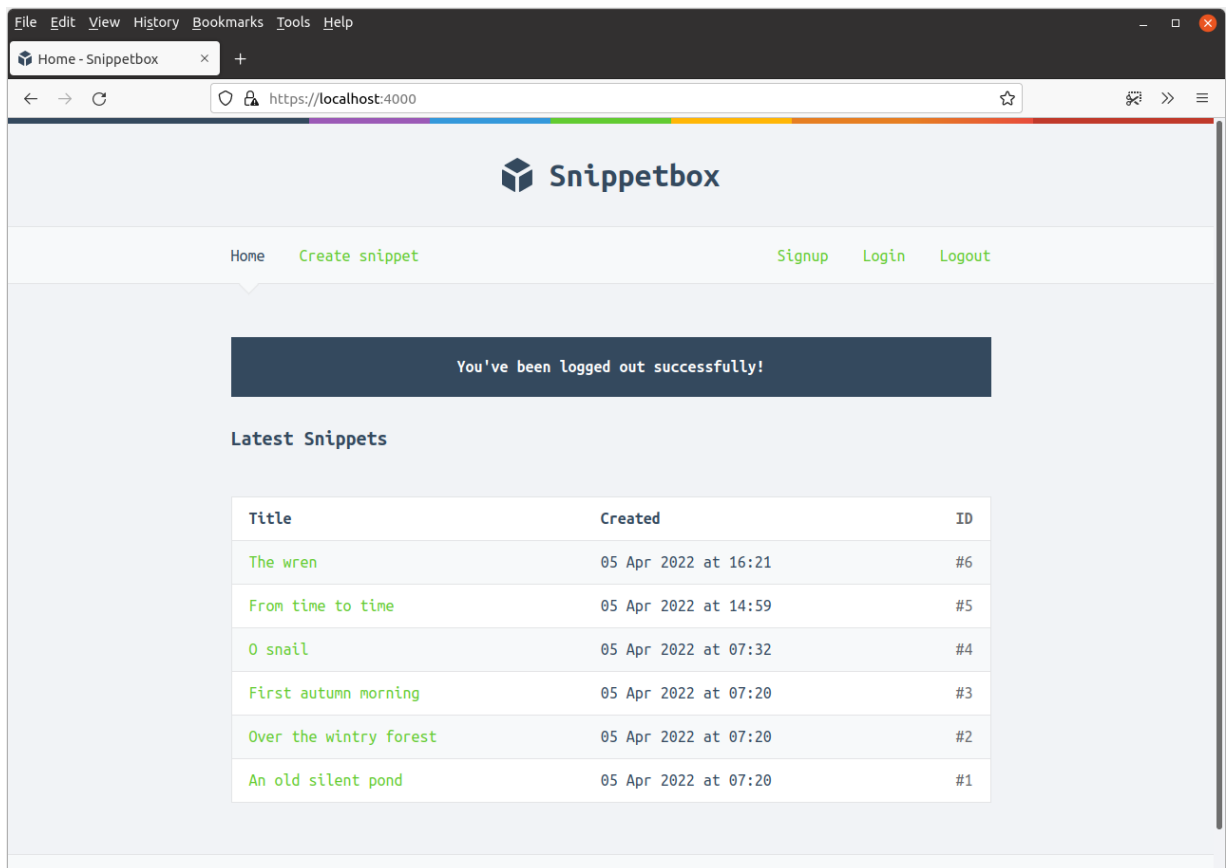 File Edit View History Bookmarks Tools Help
Home - Snippetbox
https://localhost:4000
Snippetbox
Home Create snippet Signup Login Logout
You've been logged out successfully!
Latest Snippets
Title Created ID
The wren 05 Apr 2022 at 16:21 #6
From time to time 05 Apr 2022 at 14:59 #5
O snail 05 Apr 2022 at 07:32 #4
First autumn morning 05 Apr 2022 at 07:20 #3
Over the wintry forest 05 Apr 2022 at 07:20 #2
An old silent pond 05 Apr 2022 at 07:20 #1